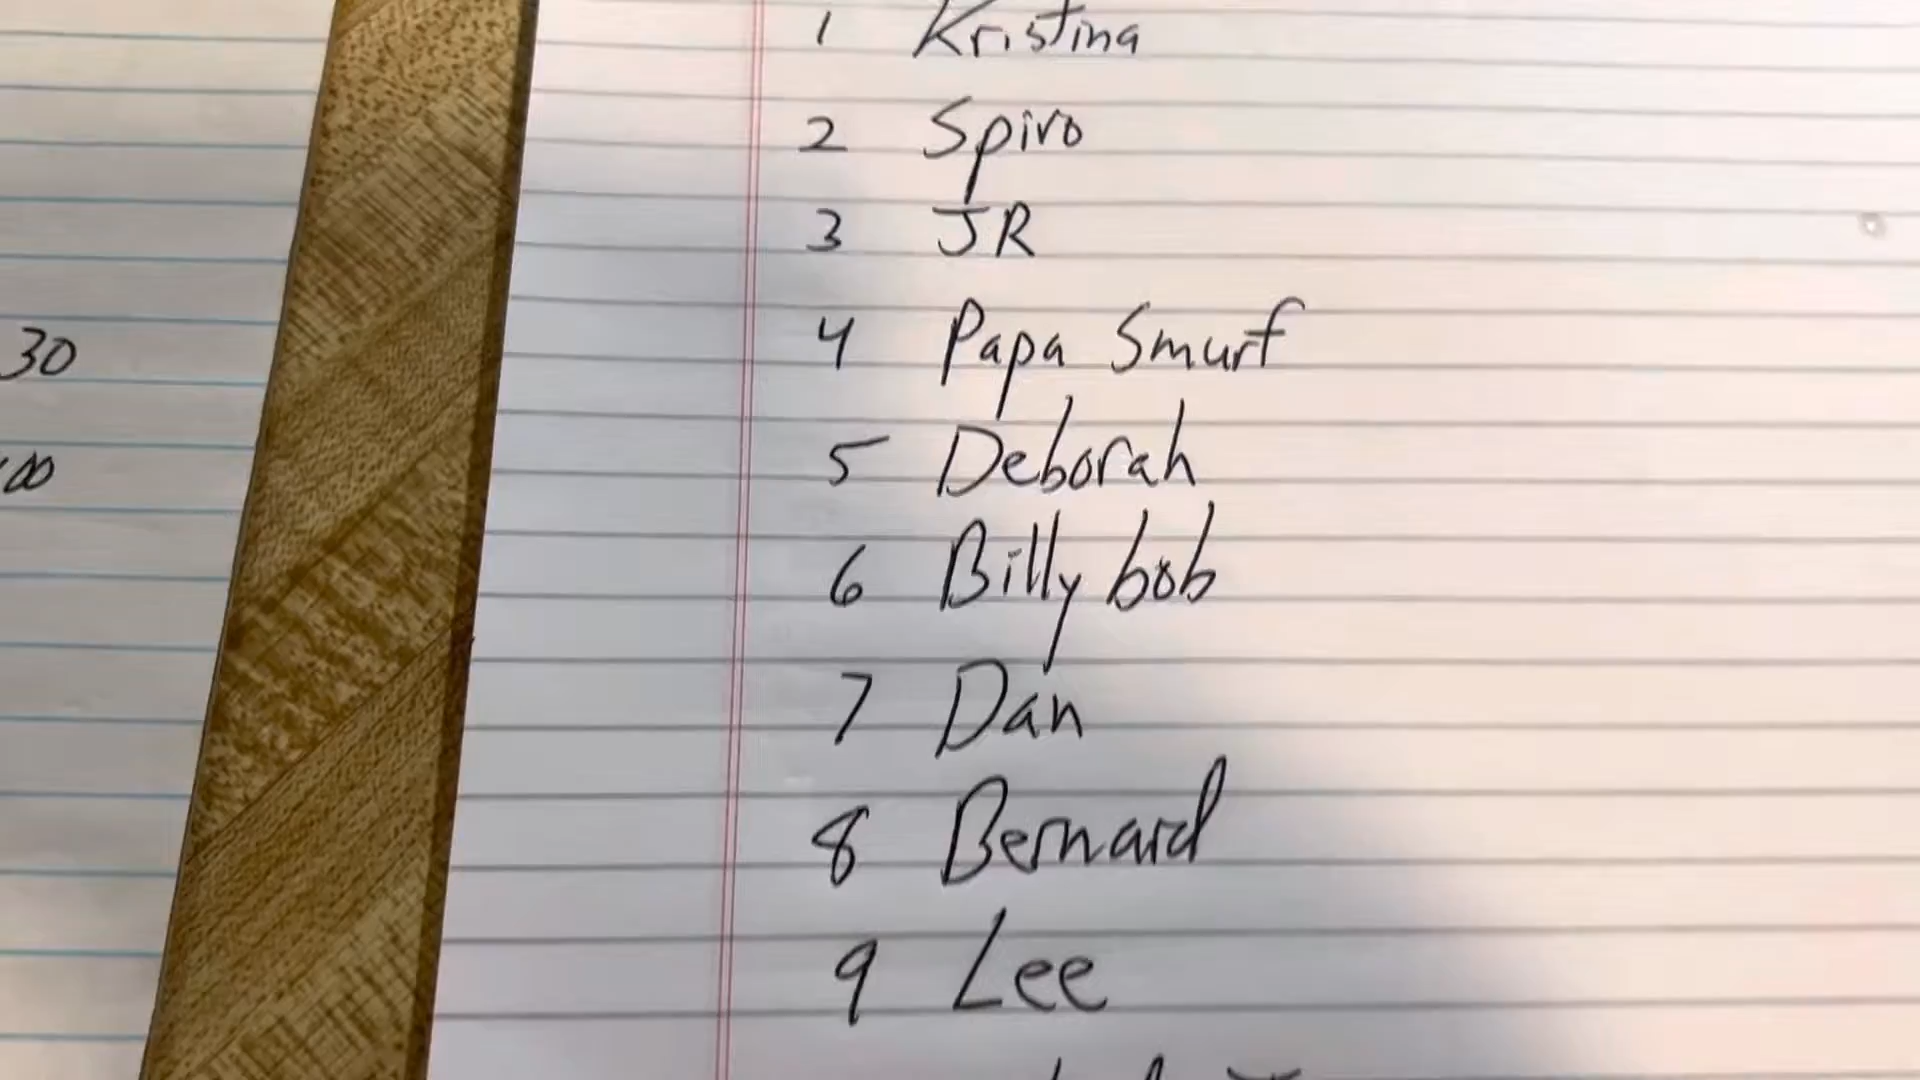 1 Kristina
2 Spiro
3 JR
4 Papa Smurf
5 Deborah
6 Billy bob
7 Dan
8 Bernard
9 Lee
30
00